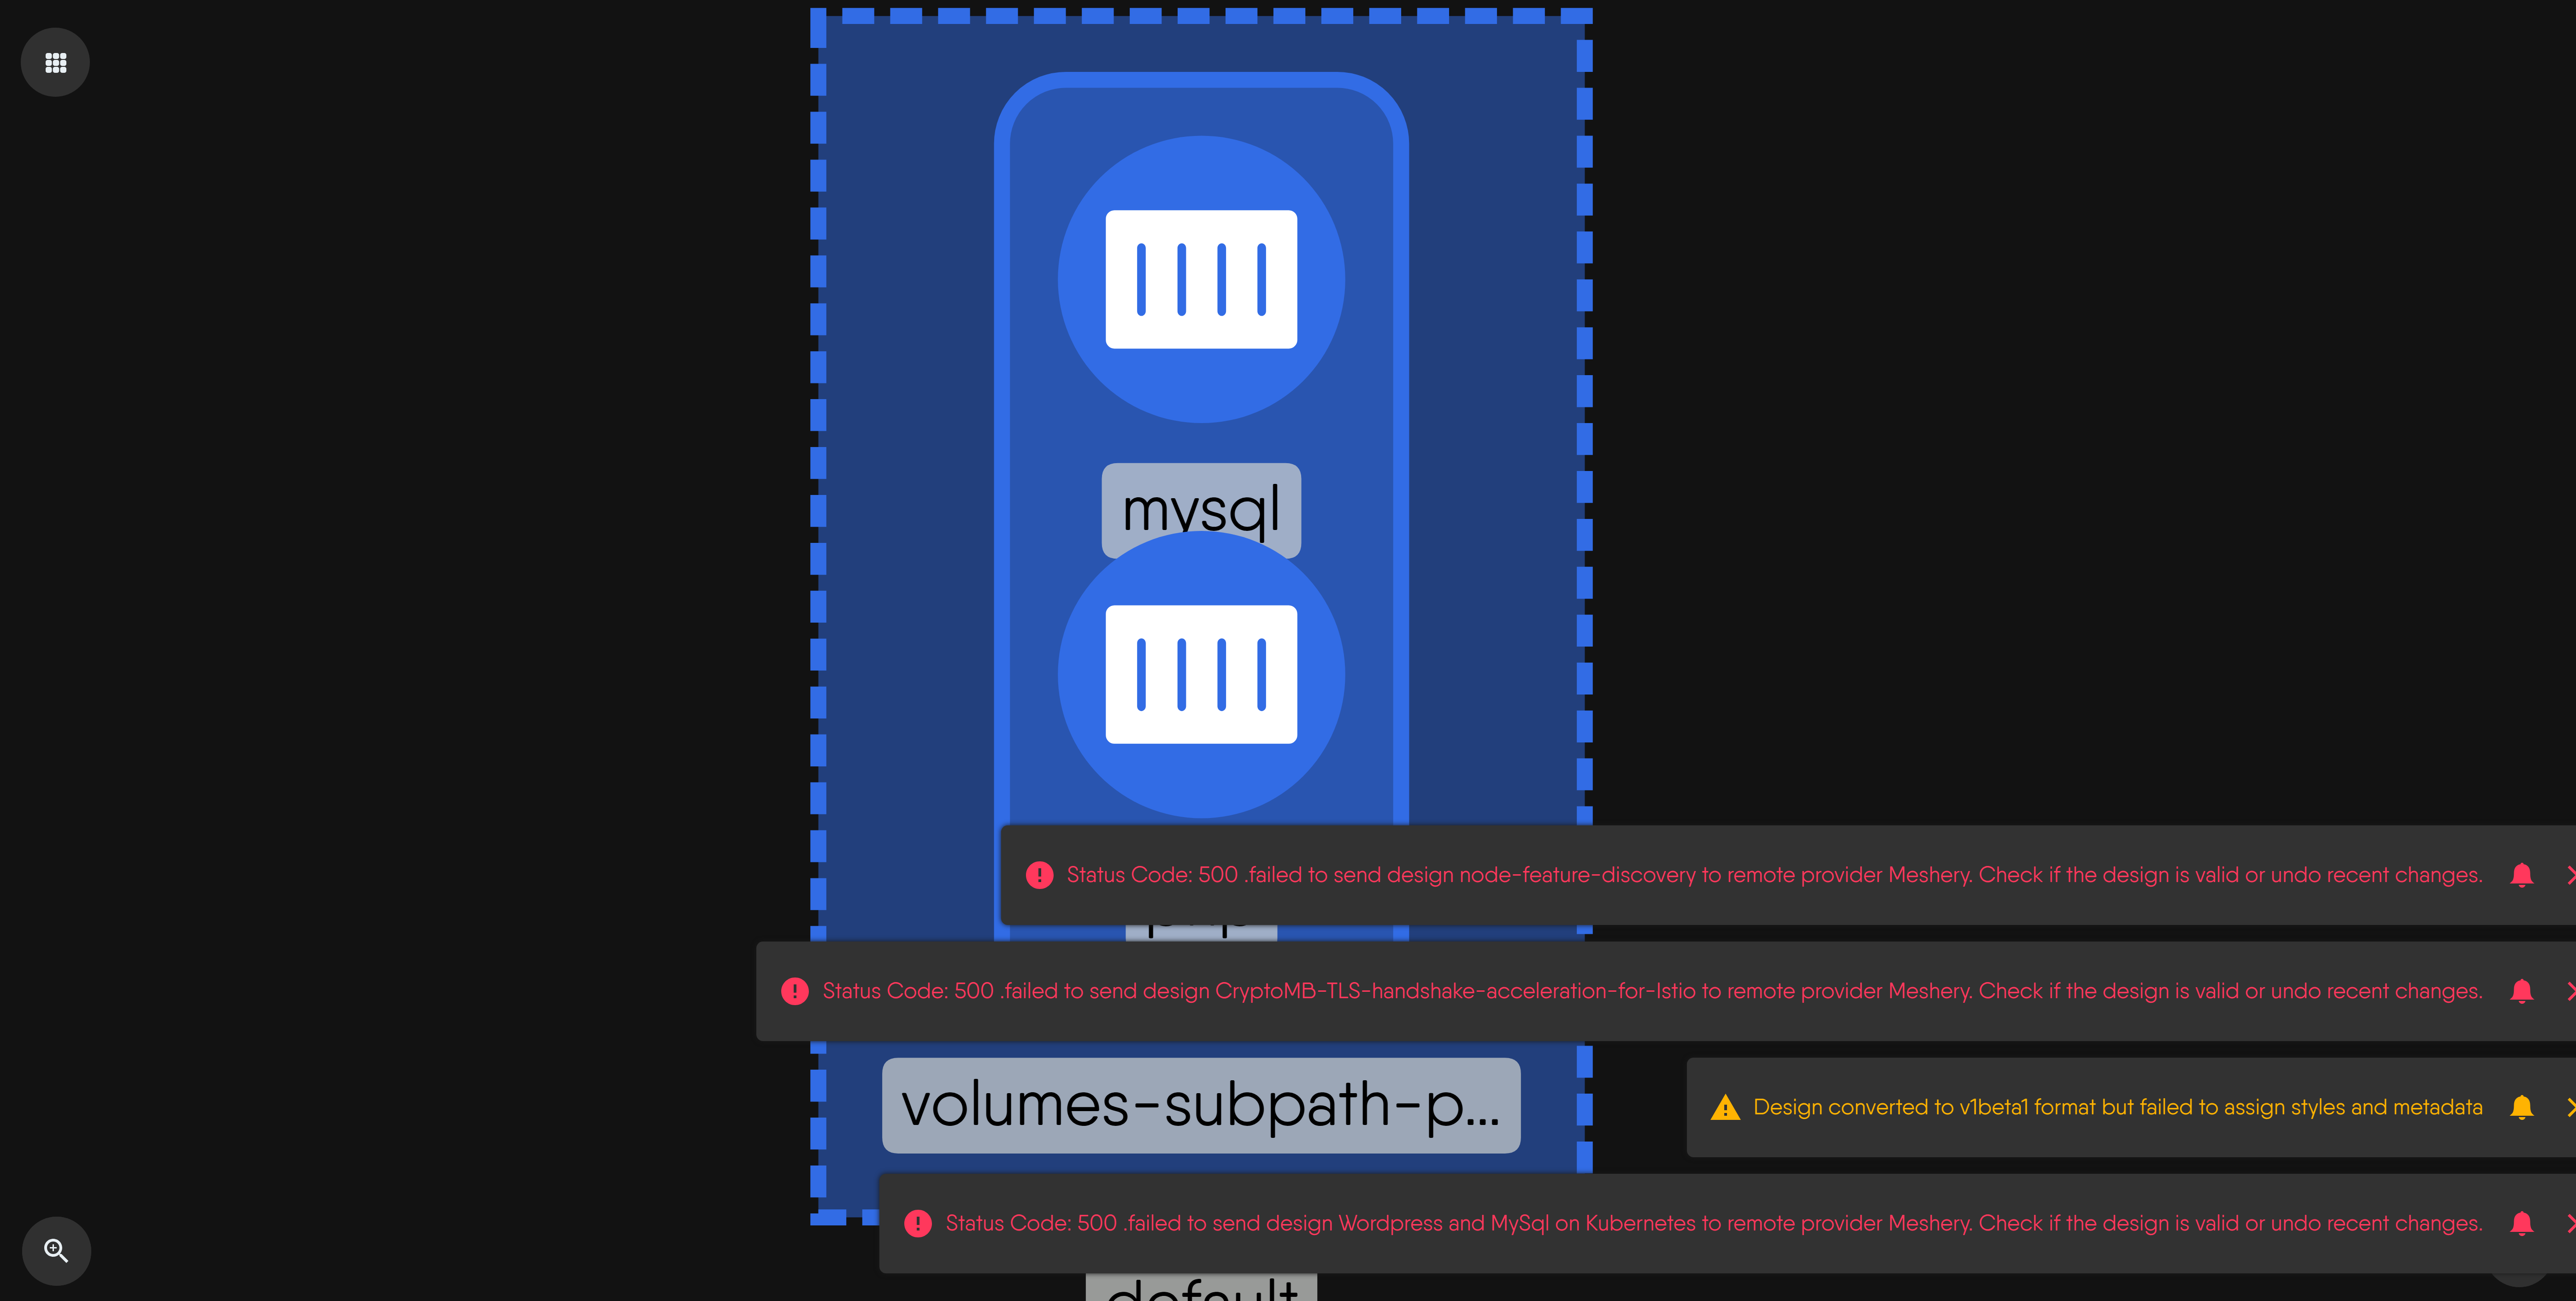 mysql
Status Code: 500 .failed to send design node-feature-discovery to remote provider Meshery. Check if the design is valid or undo recent changes.
Status Code: 500 .failed to send design CryptoMB-TLS-handshake-acceleration-for-Istio to remote provider Meshery. Check if the design is valid or undo recent changes.
volumes-subpath-p...
Design converted to v1beta1 format but failed to assign styles and metadata
Status Code: 500 .failed to send design Wordpress and MySql on Kubernetes to remote provider Meshery. Check if the design is valid or undo recent changes.
default